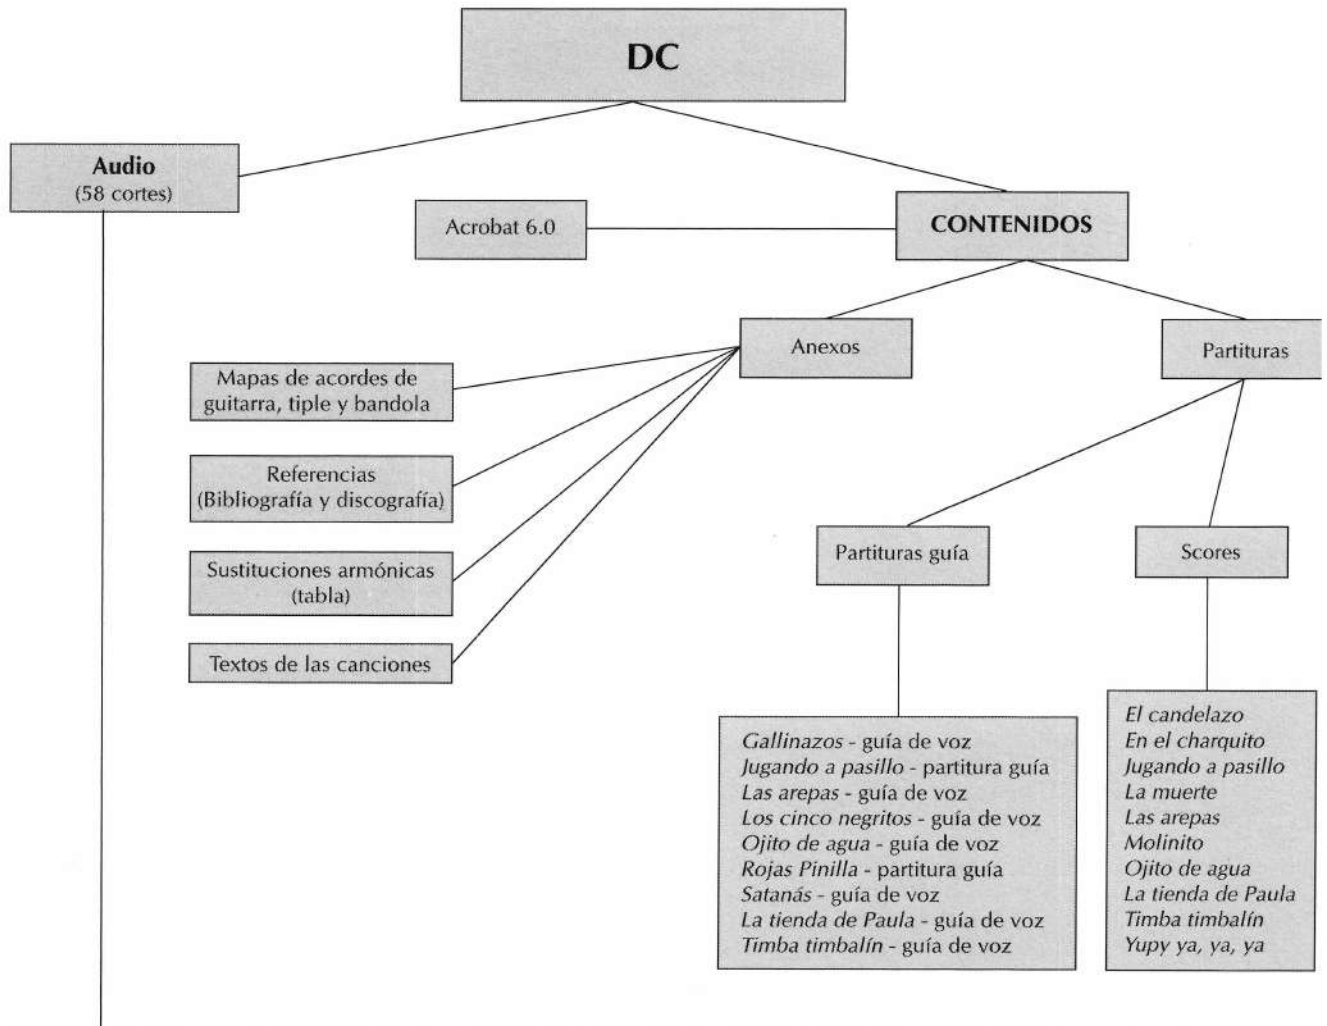 DC
Audio
(58 cortes)
Acrobat 6.0
CONTENIDOS
Anexos
Partituras
Mapas de acordes de
guitarra, tiple y bandola
Referencias
(Bibliografía y discografía)
Sustituciones armónicas
(tabla)
Textos de las canciones
Partituras guía
Scores
Gallinazos - guía de voz
Jugando a pasillo - partitura guía
Las arepas - guía de voz
Los cinco negritos - guía de voz
Ojito de agua - guía de voz
Rojas Pinilla - partitura guía
Satanás - guía de voz
La tienda de Paula - guía de voz
Timba timbalín - guía de voz
El candelazo
En el charquito
Jugando a pasillo
La muerte
Las arepas
Molinito
Ojito de agua
La tienda de Paula
Timba timbalín
Yupy ya, ya, ya